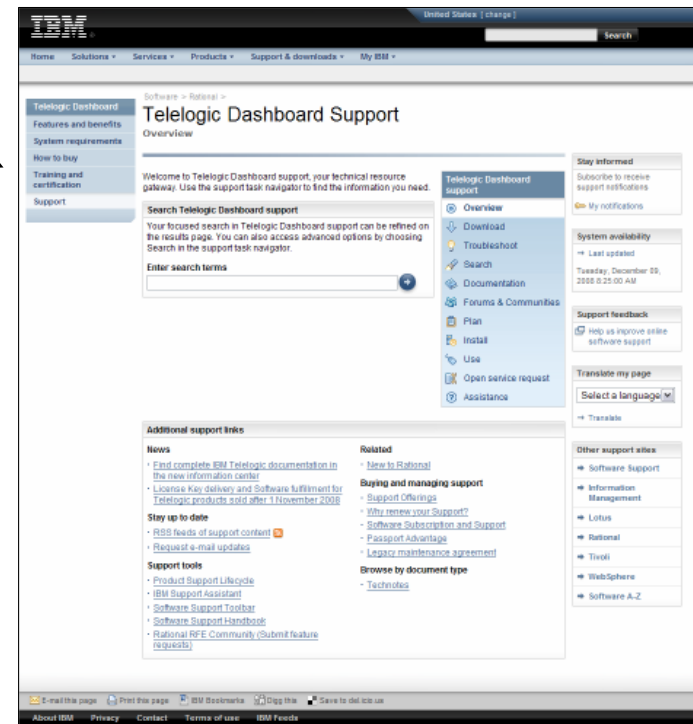 United States [ change ]
IBM
Search
Home Solutions Services Products Support & downloads My IBM
Telelogic Dashboard
Features and benefits
System requirements
How to buy
Training and
certification
Support
Software > Rational >
Telelogic Dashboard Support
Overview
Welcome to Telelogic Dashboard support, your technical resource
gateway. Use the support task navigator to find the information you need.
Search Telelogic Dashboard support
Your focused search in Telelogic Dashboard support can be refined on
the results page. You can also access advanced options by choosing
Search in the support task navigator.
Enter search terms
Telelogic Dashboard
support
Overview
Download
Troubleshoot
Search
Documentation
Forums & Communities
Plan
Install
Use
Open service request
Assistance
Stay informed
Subscribe to receive
support notifications
My notifications
System availability
Last updated
Tuesday, December 09,
2008 8:25:00 AM
Support feedback
Help us improve online
software support
Translate my page
Select a language
Translate
Other support sites
Software Support
Information
Management
Lotus
Rational
Tivoli
WebSphere
Software A-Z
Additional support links
News
Find complete IBM Telelogic documentation in
the new information center
License Key delivery and Software fulfillment for
Telelogic products sold after 1 November 2008
Stay up to date
RSS feeds of support content
Request e-mail updates
Support tools
Product Support Lifecycle
IBM Support Assistant
Software Support Toolbar
Software Support Handbook
Rational RFE Community (Submit feature
requests)
Related
New to Rational
Buying and managing support
Support Offerings
Why renew your Support?
Software Subscription and Support
Passport Advantage
Legacy maintenance agreement
Browse by document type
Technotes
E-mail this page Print this page IBM Bookmarks Digg this Save to del.icio.us
About IBM Privacy Contact Terms of use IBM Feeds